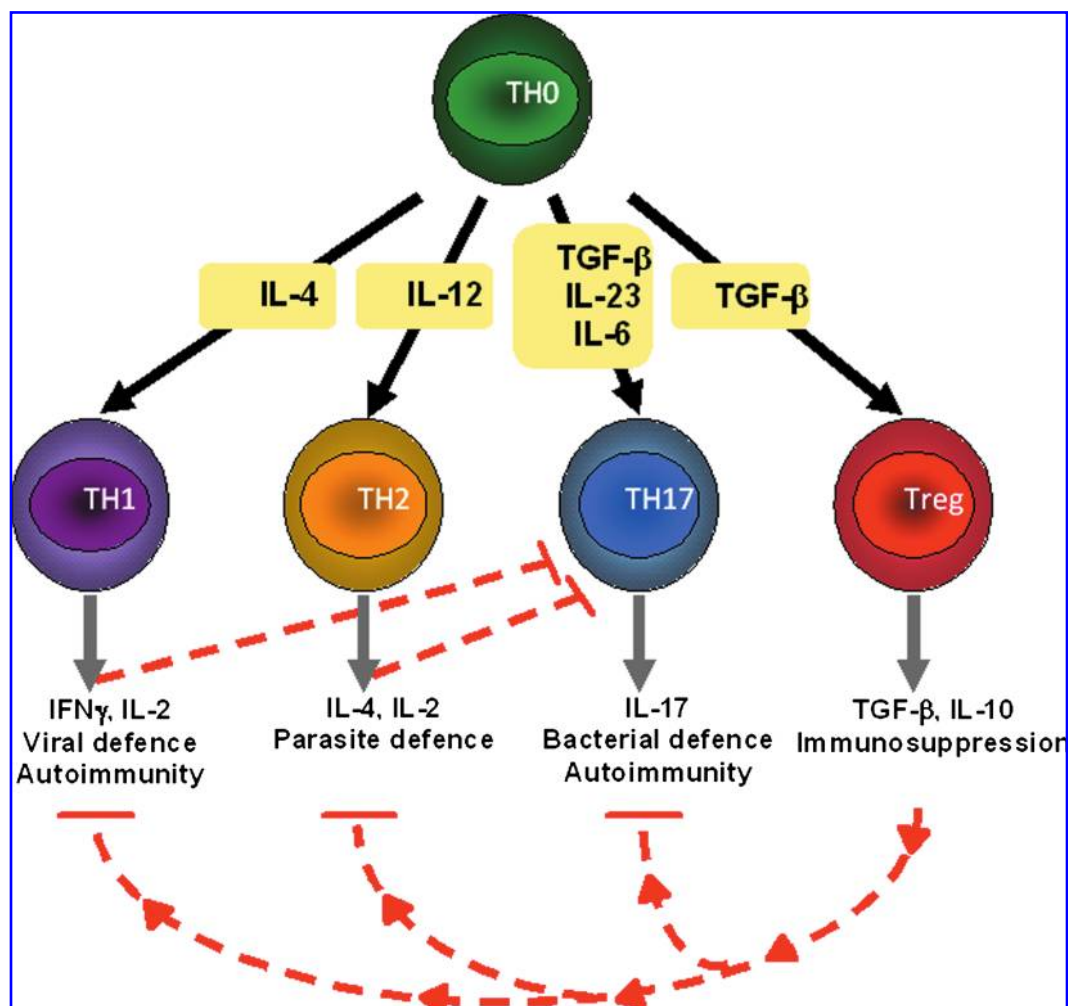 TH0
IL-4
IL-12
TGF-β
IL-23
IL-6
TGF-β
TH1
TH2
TH17
Treg
IFNγ, IL-2
Viral defence
Autoimmunity
IL-4, IL-2
Parasite defence
IL-17
Bacterial defence
Autoimmunity
TGF-β, IL-10
Immunosuppression